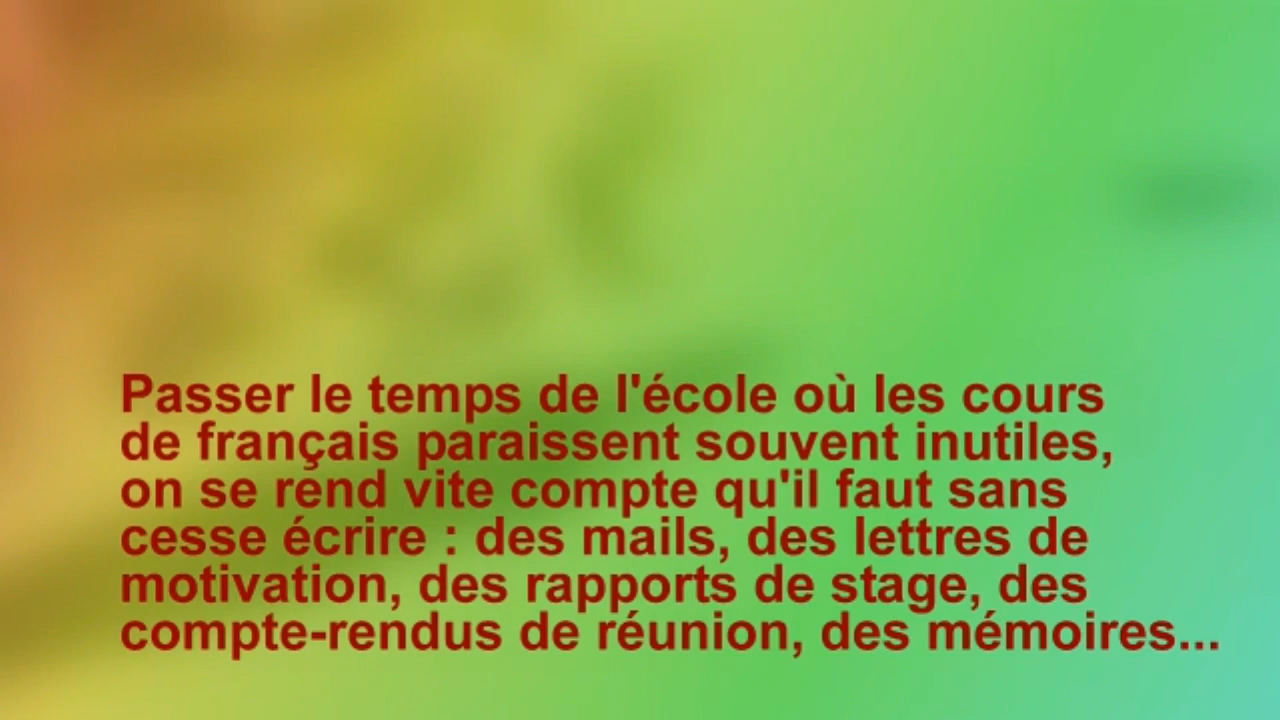 Passer le temps de l'école où les cours
de français paraissent souvent inutiles,
on se rend vite compte qu'il faut sans
cesse écrire : des mails, des lettres de
motivation, des rapports de stage, des
compte-rendus de réunion, des mémoires...